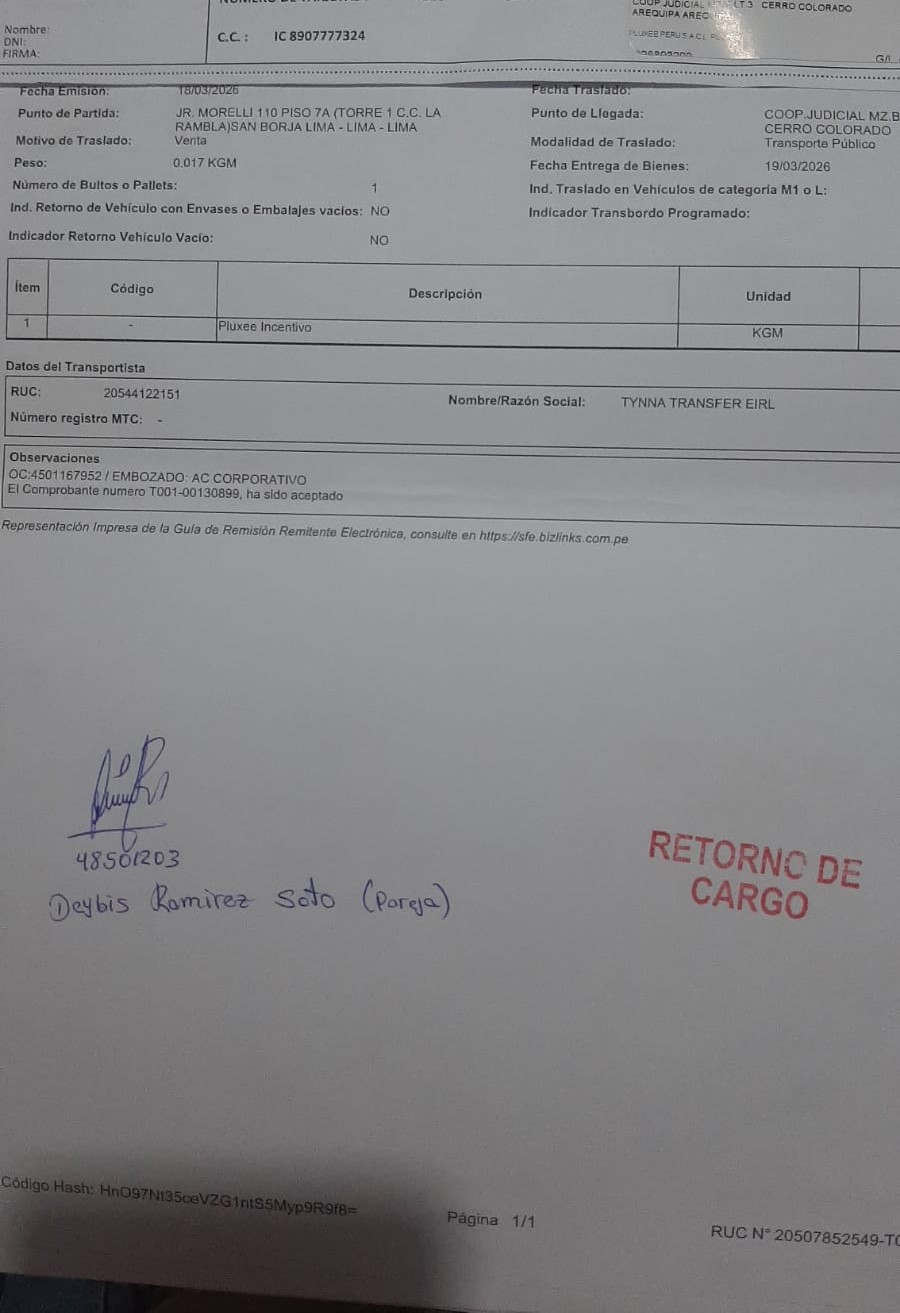 COOP.JUDICIAL LT.3 CERRO COLORADO
Nombre:
DNI:
FIRMA:
C.C. : IC 8907777324
Fecha Emisión: 18/03/2026 Fecha Traslado:
Punto de Partida: JR. MORELLI 110 PISO 7A (TORRE 1 C.C. LA RAMBLA)SAN BORJA LIMA - LIMA - LIMA
Punto de Llegada: COOP.JUDICIAL MZ.B
CERRO COLORADO
Motivo de Traslado: Venta Modalidad de Traslado: Transporte Público
Peso: 0.017 KGM Fecha Entrega de Bienes: 19/03/2026
Número de Bultos o Pallets: 1 Ind. Traslado en Vehículos de categoría M1 o L:
Ind. Retorno de Vehículo con Envases o Embalajes vacíos: NO Indicador Transbordo Programado:
Indicador Retorno Vehículo Vacío: NO
Ítem Código Descripción Unidad
1 - Pluxee Incentivo KGM
Datos del Transportista
RUC: 20544122151 Nombre/Razón Social: TYNNA TRANSFER EIRL
Número registro MTC: -
Observaciones
OC:4501167952 / EMBOZADO: AC CORPORATIVO
El Comprobante numero T001-00130899, ha sido aceptado
Representación Impresa de la Guía de Remisión Remitente Electrónica, consulte en https://sfe.bizlinks.com.pe
48501203
Deybis Ramirez Soto (Pareja)
RETORNO DE
CARGO
Código Hash: HnO97Nt35ceVZG1ntS5Myp9R9f8=
Página 1/1
RUC N° 20507852549-T0